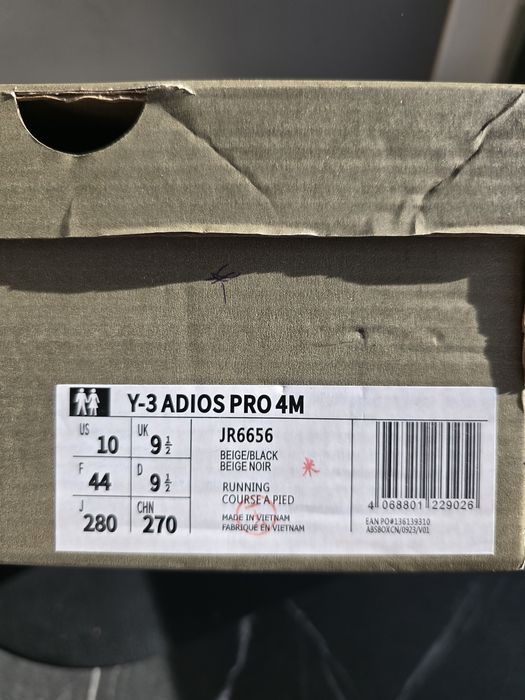 Y-3 ADIOS PRO 4M
US 10 UK 9 ½
F 44 D 9 ½
J 280 CHN 270
JR6656
BEIGE/BLACK
BEIGE NOIR
RUNNING
COURSE A PIED
MADE IN VIETNAM
FABRIQUÉ EN VIETNAM
4 068801 229026
EAN PO#136139310
ABSBOXCN/0923/V01